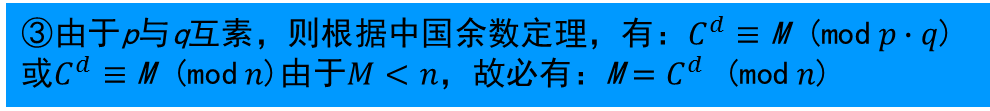 ③由于p与q互素，则根据中国余数定理，有：C^d ≡ M (mod p · q)
或C^d ≡ M (mod n)由于M < n，故必有：M = C^d (mod n)